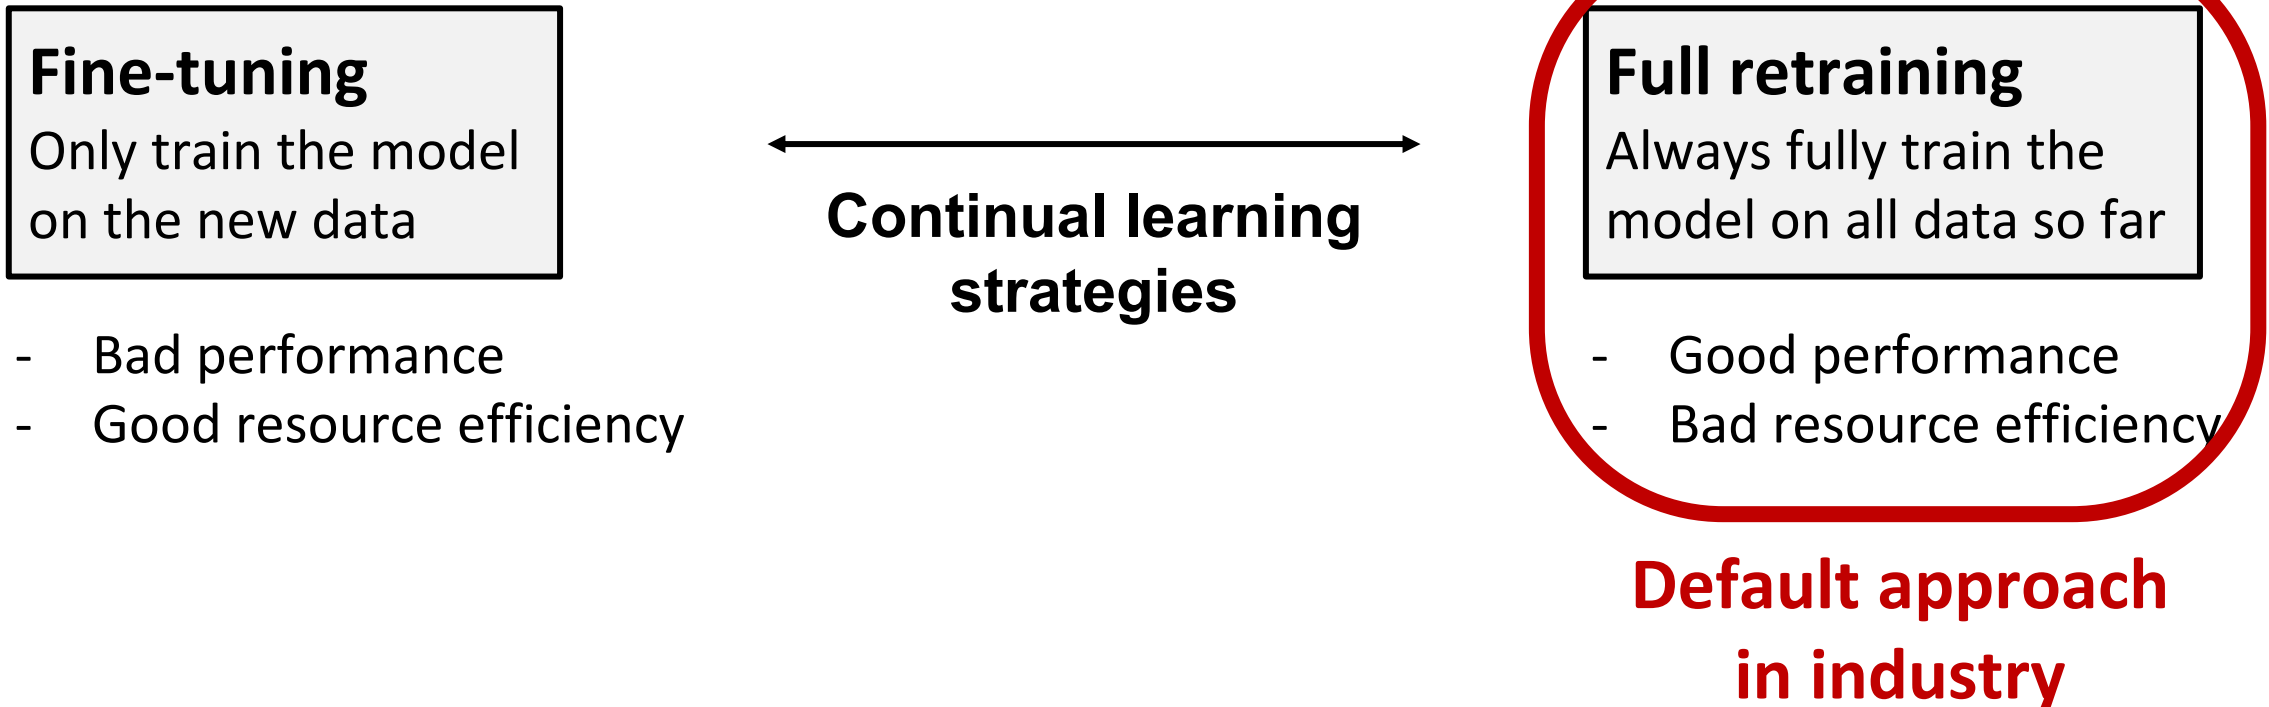 Fine-tuning
Only train the model
on the new data
- Bad performance
- Good resource efficiency
Continual learning
strategies
Full retraining
Always fully train the
model on all data so far
- Good performance
- Bad resource efficiency
Default approach
in industry